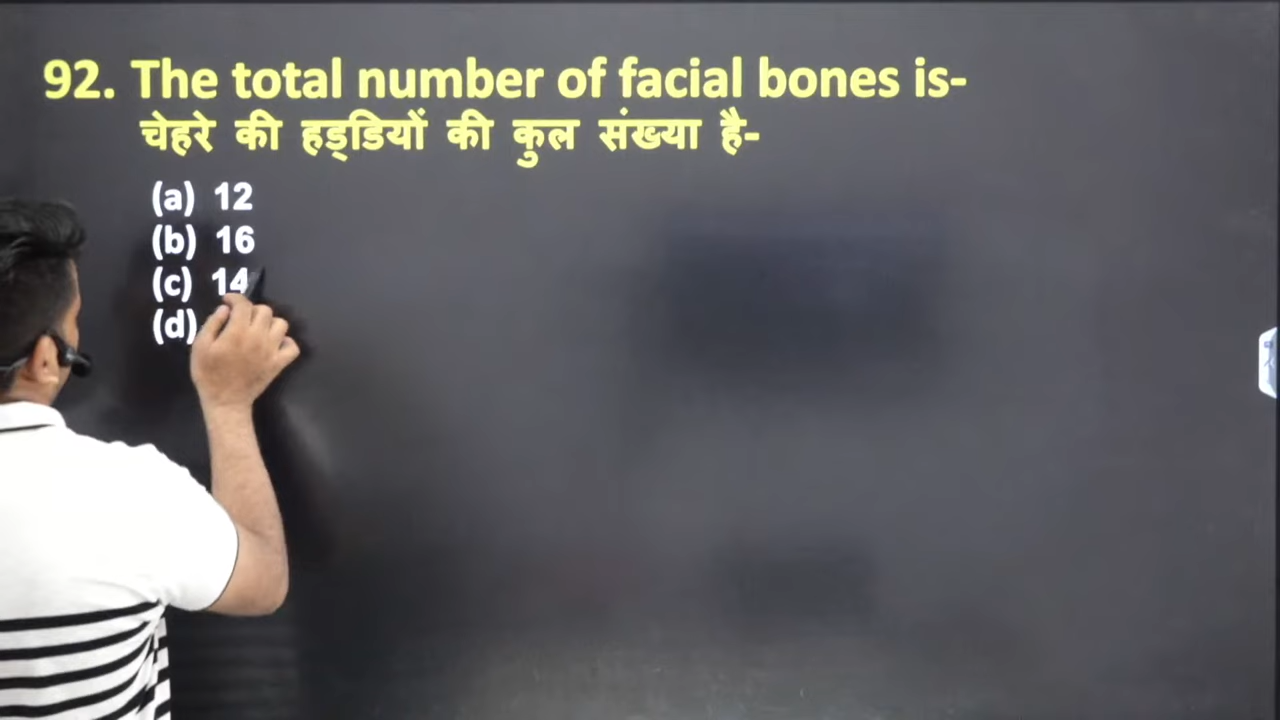 92. The total number of facial bones is-
चेहरे की हड्डियों की कुल संख्या है-
(a) 12
(b) 16
(c) 14
(d)